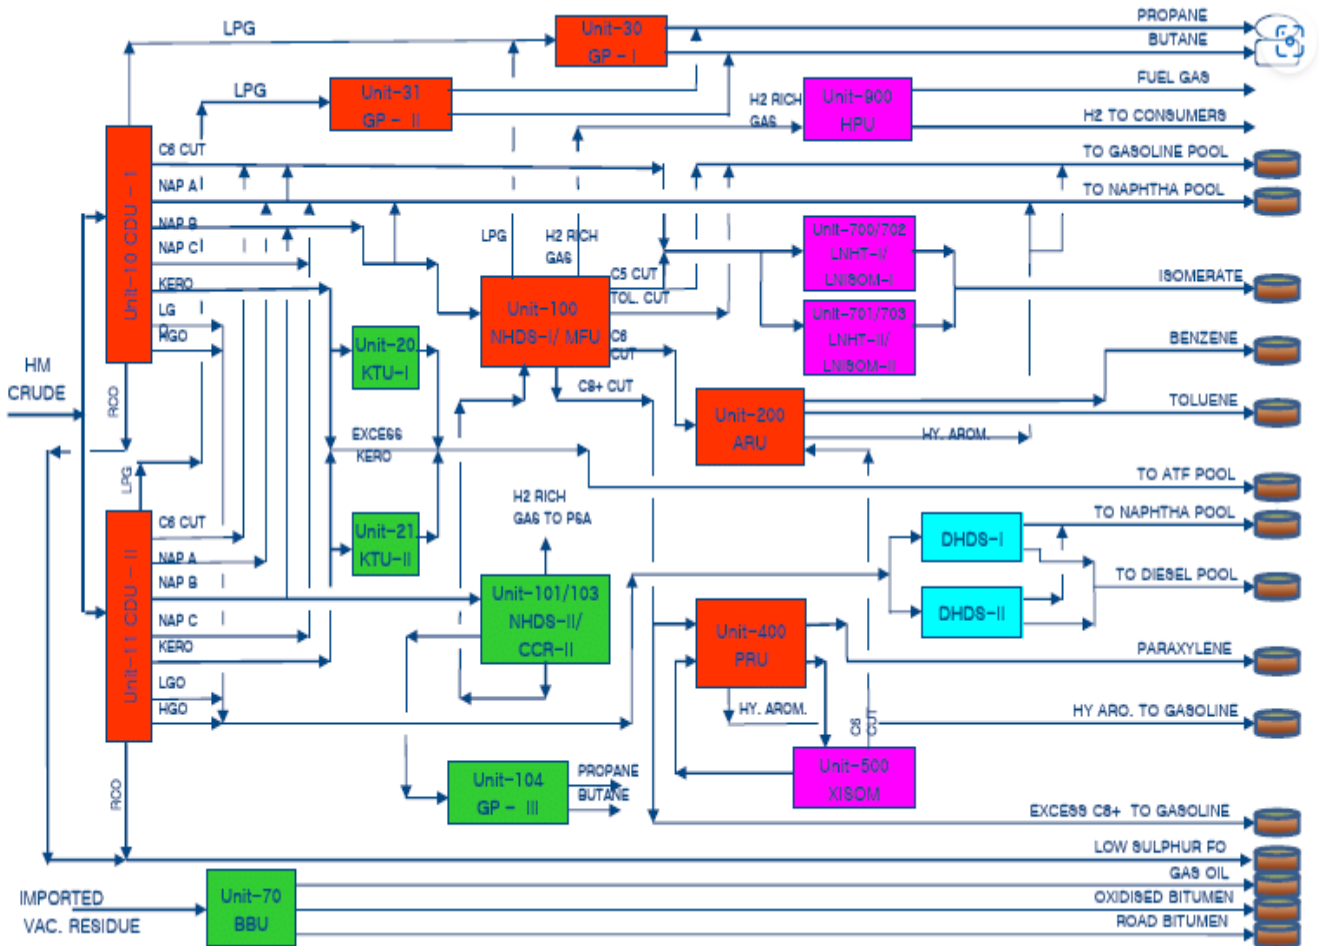 LPG
Unit-30
GP - I
PROPANE
BUTANE
LPG
Unit-31
GP - II
H2 RICH
GAS
Unit-900
HPU
FUEL GAS
H2 TO CONSUMERS
Unit-10 CDU - I
C6 CUT
NAP A
NAP B
NAP C
KERO
LG
O
HGO
TO GASOLINE POOL
TO NAPHTHA POOL
LPG
H2 RICH
GAS
C5 CUT
TOL. CUT
Unit-100
NHDS-I/ MFU
C6
CUT
C8+ CUT
Unit-700/702
LNHT-I/
LNISOM-I
Unit-701/703
LNHT-II/
LNISOM-II
ISOMERATE
Unit-20
KTU-I
HM
CRUDE
RCO
BENZENE
Unit-200
ARU
TOLUENE
HY. AROM.
EXCESS
KERO
LPG
TO ATF POOL
H2 RICH
GAS TO PSA
Unit-11 CDU - II
C6 CUT
NAP A
NAP B
NAP C
KERO
LGO
HGO
Unit-21
KTU-II
DHDS-I
DHDS-II
TO NAPHTHA POOL
TO DIESEL POOL
Unit-101/103
NHDS-II/
CCR-II
Unit-400
PRU
PARAXYLENE
HY. AROM.
C6
CUT
HY ARO. TO GASOLINE
RCO
Unit-104
GP - III
PROPANE
BUTANE
Unit-500
XISOM
EXCESS C8+ TO GASOLINE
LOW SULPHUR FO
IMPORTED
VAC. RESIDUE
Unit-70
BBU
GAS OIL
OXIDISED BITUMEN
ROAD BITUMEN